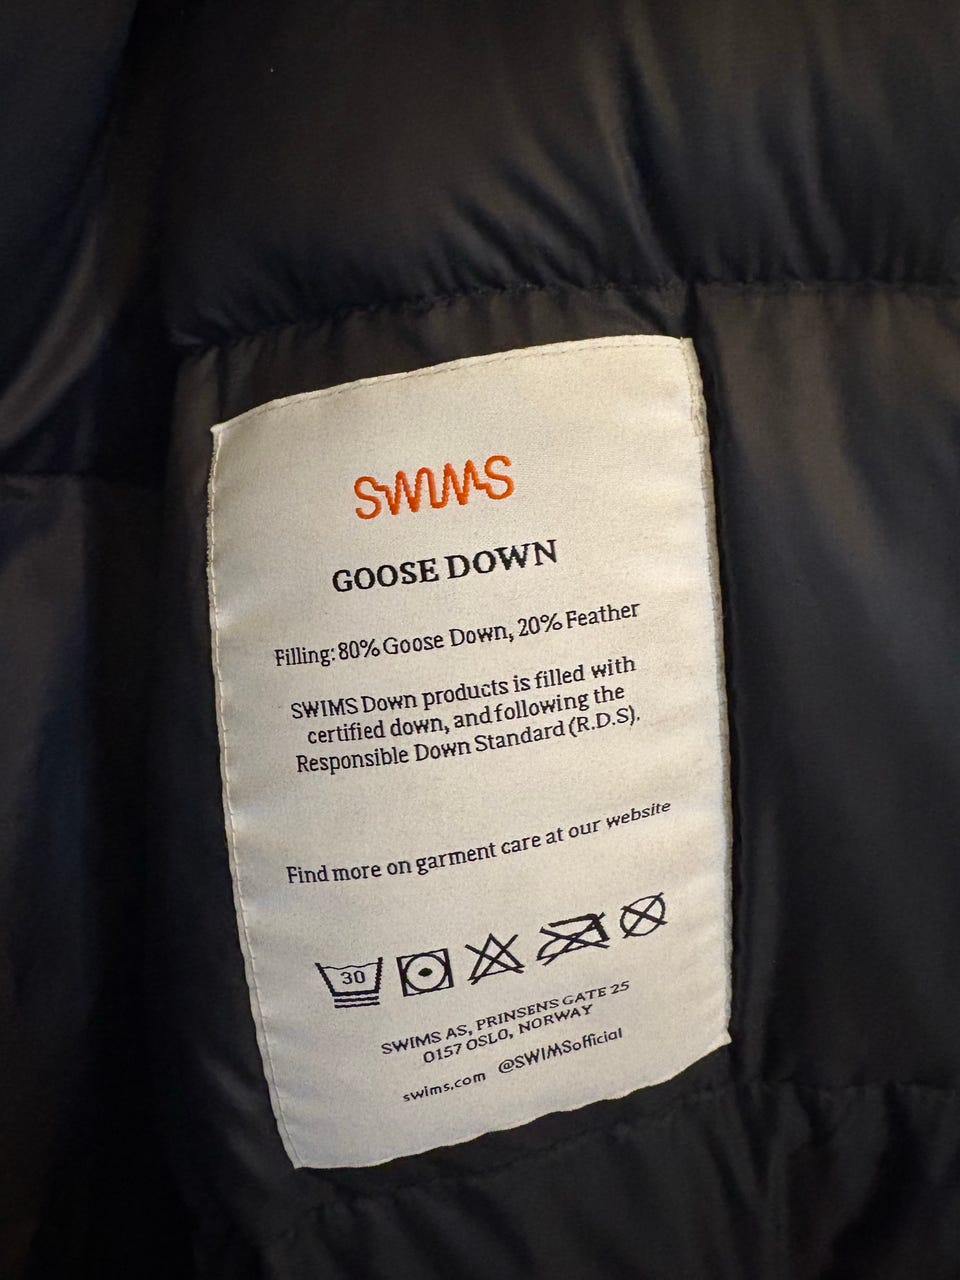 SWIMS
GOOSE DOWN
Filling: 80% Goose Down, 20% Feather
SWIMS Down products is filled with
certified down, and following the
Responsible Down Standard (R.D.S).
Find more on garment care at our website
30
SWIMS AS, PRINSENS GATE 25
0157 OSLO, NORWAY
swims.com @SWIMSofficial